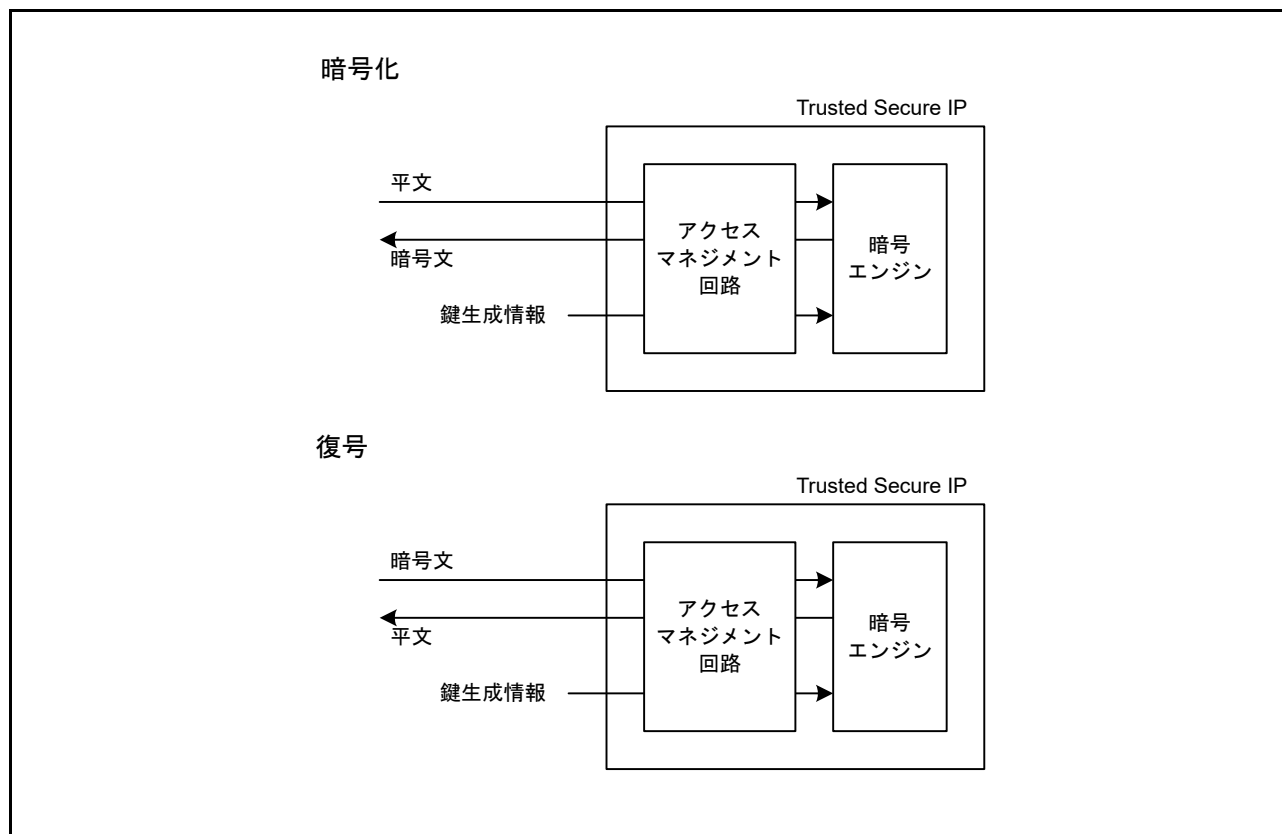 暗号化
Trusted Secure IP
平文
暗号文
鍵生成情報
アクセス
マネジメント
回路
暗号
エンジン
復号
Trusted Secure IP
暗号文
平文
鍵生成情報
アクセス
マネジメント
回路
暗号
エンジン